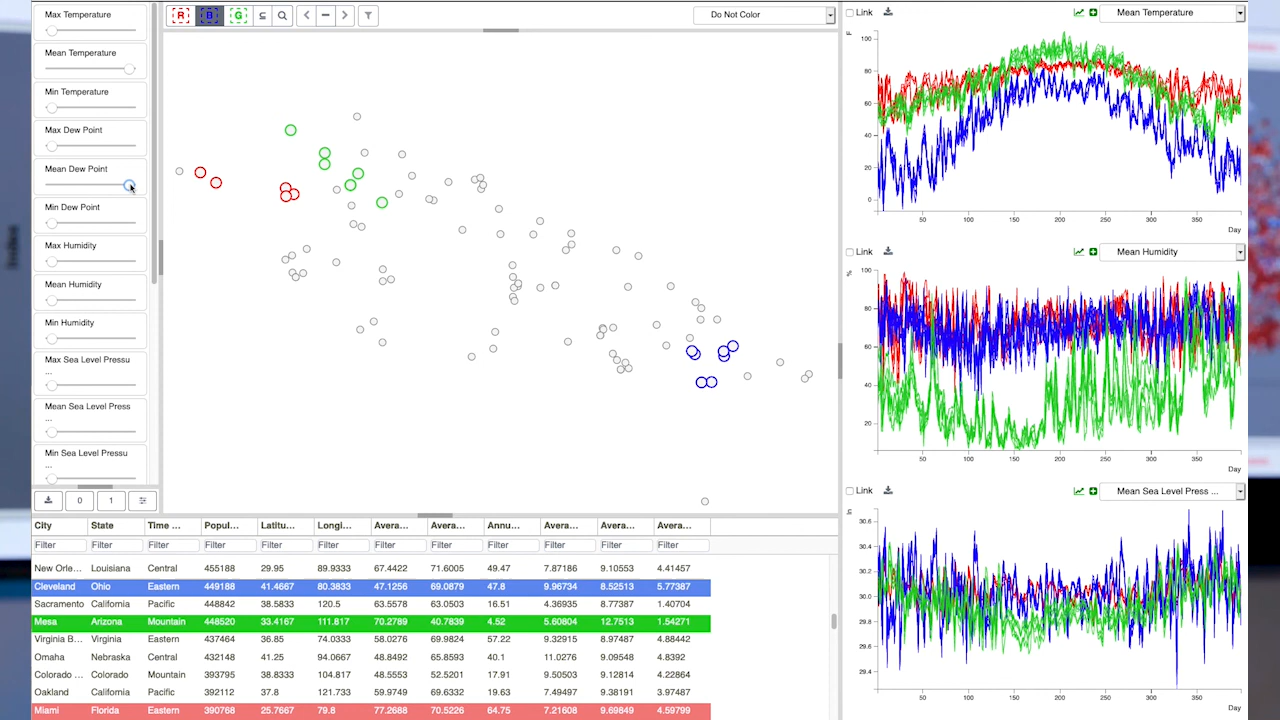 Max Temperature
Mean Temperature
Min Temperature
Max Dew Point
Mean Dew Point
Min Dew Point
Max Humidity
Mean Humidity
Min Humidity
Max Sea Level Pressu
...
Mean Sea Level Press
...
Min Sea Level Pressu
...
0 1
R B G ⊆ Do Not Color
City State Time ... Popul... Latitu... Longi... Avera... Avera... Annu... Avera... Avera... Avera...
Filter Filter Filter Filter Filter Filter Filter Filter Filter Filter Filter Filter
New Orle... Louisiana Central 455188 29.95 89.9333 67.4422 71.6005 49.47 7.87186 9.10553 4.41457
Cleveland Ohio Eastern 449188 41.4667 80.3833 47.1256 69.0879 47.8 9.96734 8.52513 5.77387
Sacramento California Pacific 448842 38.5833 120.5 63.5578 63.0503 16.51 4.36935 8.77387 1.40704
Mesa Arizona Mountain 448520 33.4167 111.817 70.2789 40.7839 4.52 5.60804 12.7513 1.54271
Virginia B... Virginia Eastern 437464 36.85 74.0333 58.0276 69.9824 57.22 9.32915 8.97487 4.88442
Omaha Nebraska Central 432148 41.25 94.0667 48.8492 65.8593 40.1 11.0276 9.09548 4.8392
Colorado ... Colorado Mountain 393795 38.8333 104.817 48.5553 52.5201 17.91 9.50503 9.12814 4.22864
Oakland California Pacific 392112 37.8 121.733 59.9749 69.6332 19.63 7.49497 9.38191 3.97487
Miami Florida Eastern 390768 25.7667 79.8 77.2688 70.5226 64.75 7.21608 9.69849 4.59799
Link Mean Temperature
F
100
80
60
40
20
0
50 100 150 200 250 300 350
Day
Link Mean Humidity
%
100
80
60
40
20
50 100 150 200 250 300 350
Day
Link Mean Sea Level Press ...
in
30.6
30.4
30.2
30.0
29.8
29.6
29.4
50 100 150 200 250 300 350
Day